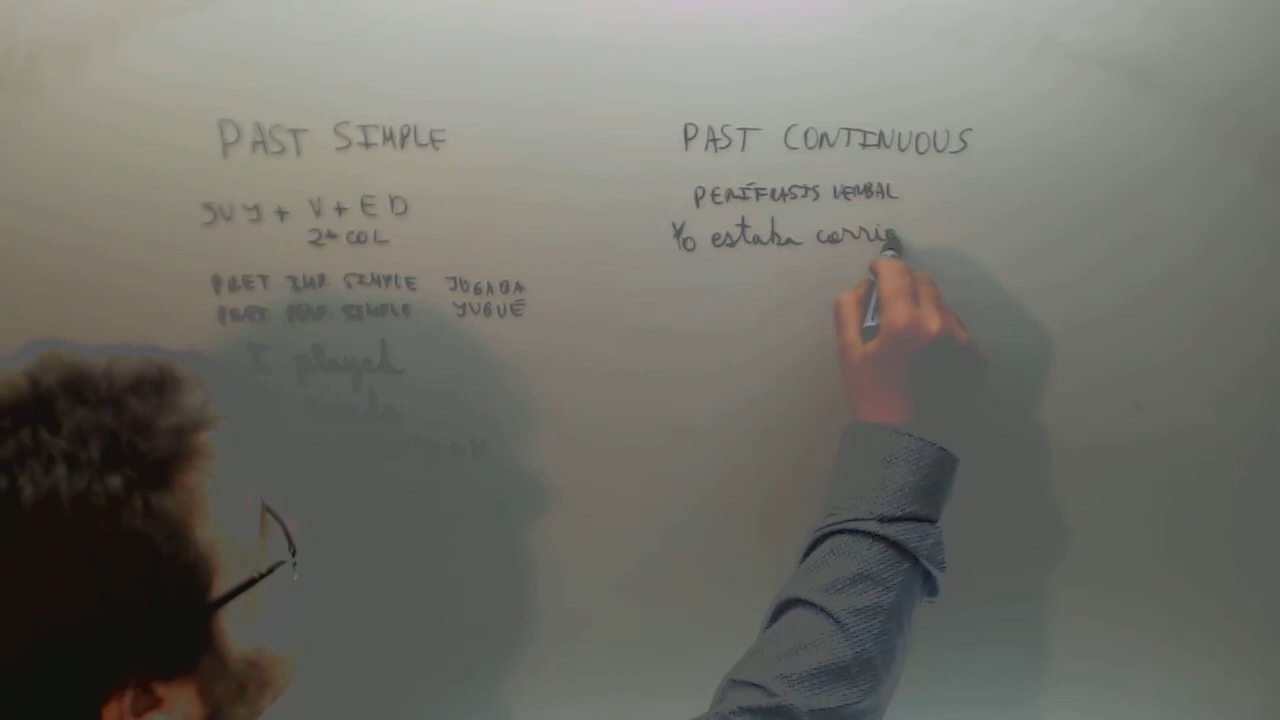 PAST SIMPLE
SUJ + V + ED
2ª COL
PRET IMP SIMPLE JUGABA
PRET PERF SIMPLE JUGUÉ
I played
PAST CONTINUOUS
PERÍFRASIS VERBAL
Yo estaba corrie